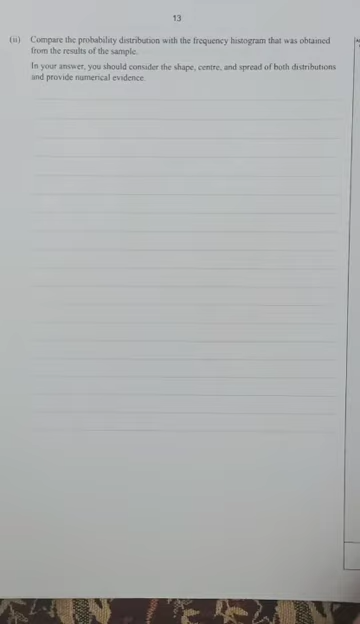 13
(ii) Compare the probability distribution with the frequency histogram that was obtained
from the results of the sample.
In your answer, you should consider the shape, centre, and spread of both distributions
and provide numerical evidence.